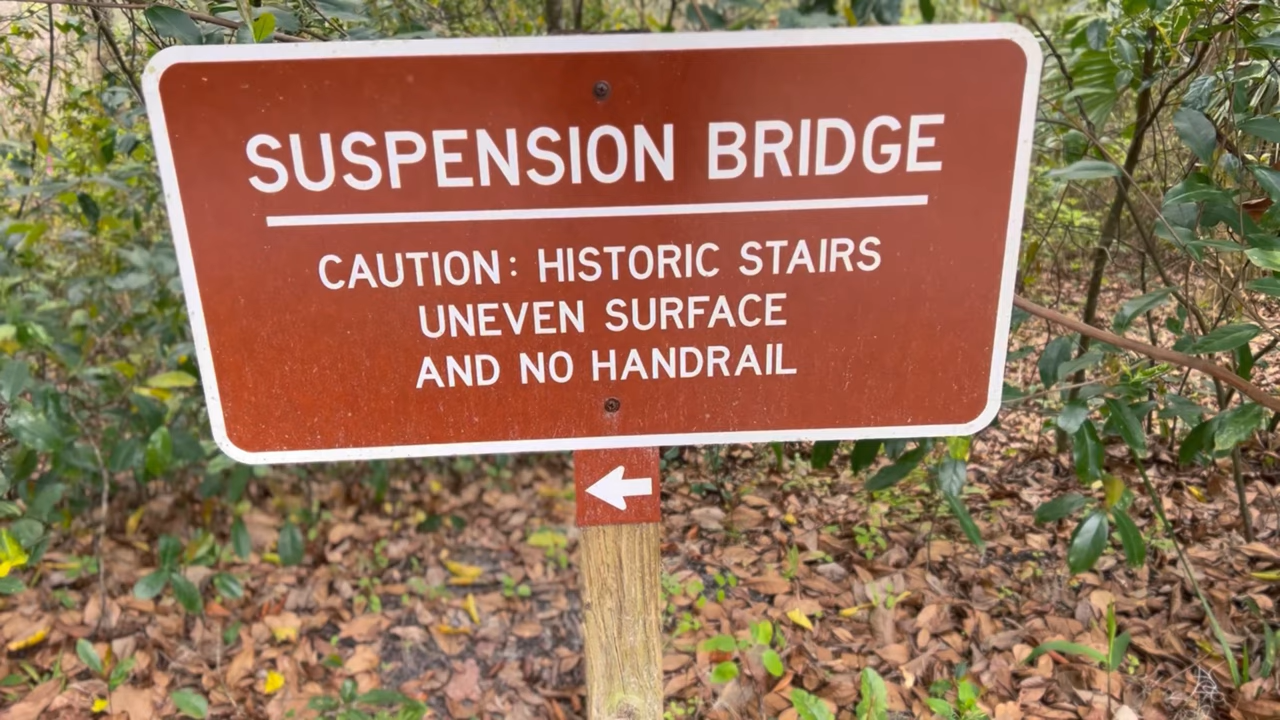 SUSPENSION BRIDGE
CAUTION: HISTORIC STAIRS
UNEVEN SURFACE
AND NO HANDRAIL